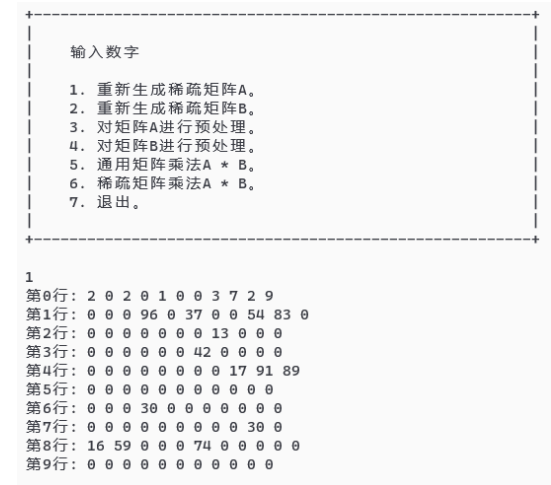 输入数字
1. 重新生成稀疏矩阵A。
2. 重新生成稀疏矩阵B。
3. 对矩阵A进行预处理。
4. 对矩阵B进行预处理。
5. 通用矩阵乘法A * B。
6. 稀疏矩阵乘法A * B。
7. 退出。
1
第0行: 2 0 2 0 1 0 0 3 7 2 9
第1行: 0 0 0 96 0 37 0 0 54 83 0
第2行: 0 0 0 0 0 0 0 13 0 0 0
第3行: 0 0 0 0 0 0 42 0 0 0 0
第4行: 0 0 0 0 0 0 0 0 17 91 89
第5行: 0 0 0 0 0 0 0 0 0 0 0
第6行: 0 0 0 30 0 0 0 0 0 0 0
第7行: 0 0 0 0 0 0 0 0 0 30 0
第8行: 16 59 0 0 0 74 0 0 0 0 0
第9行: 0 0 0 0 0 0 0 0 0 0 0